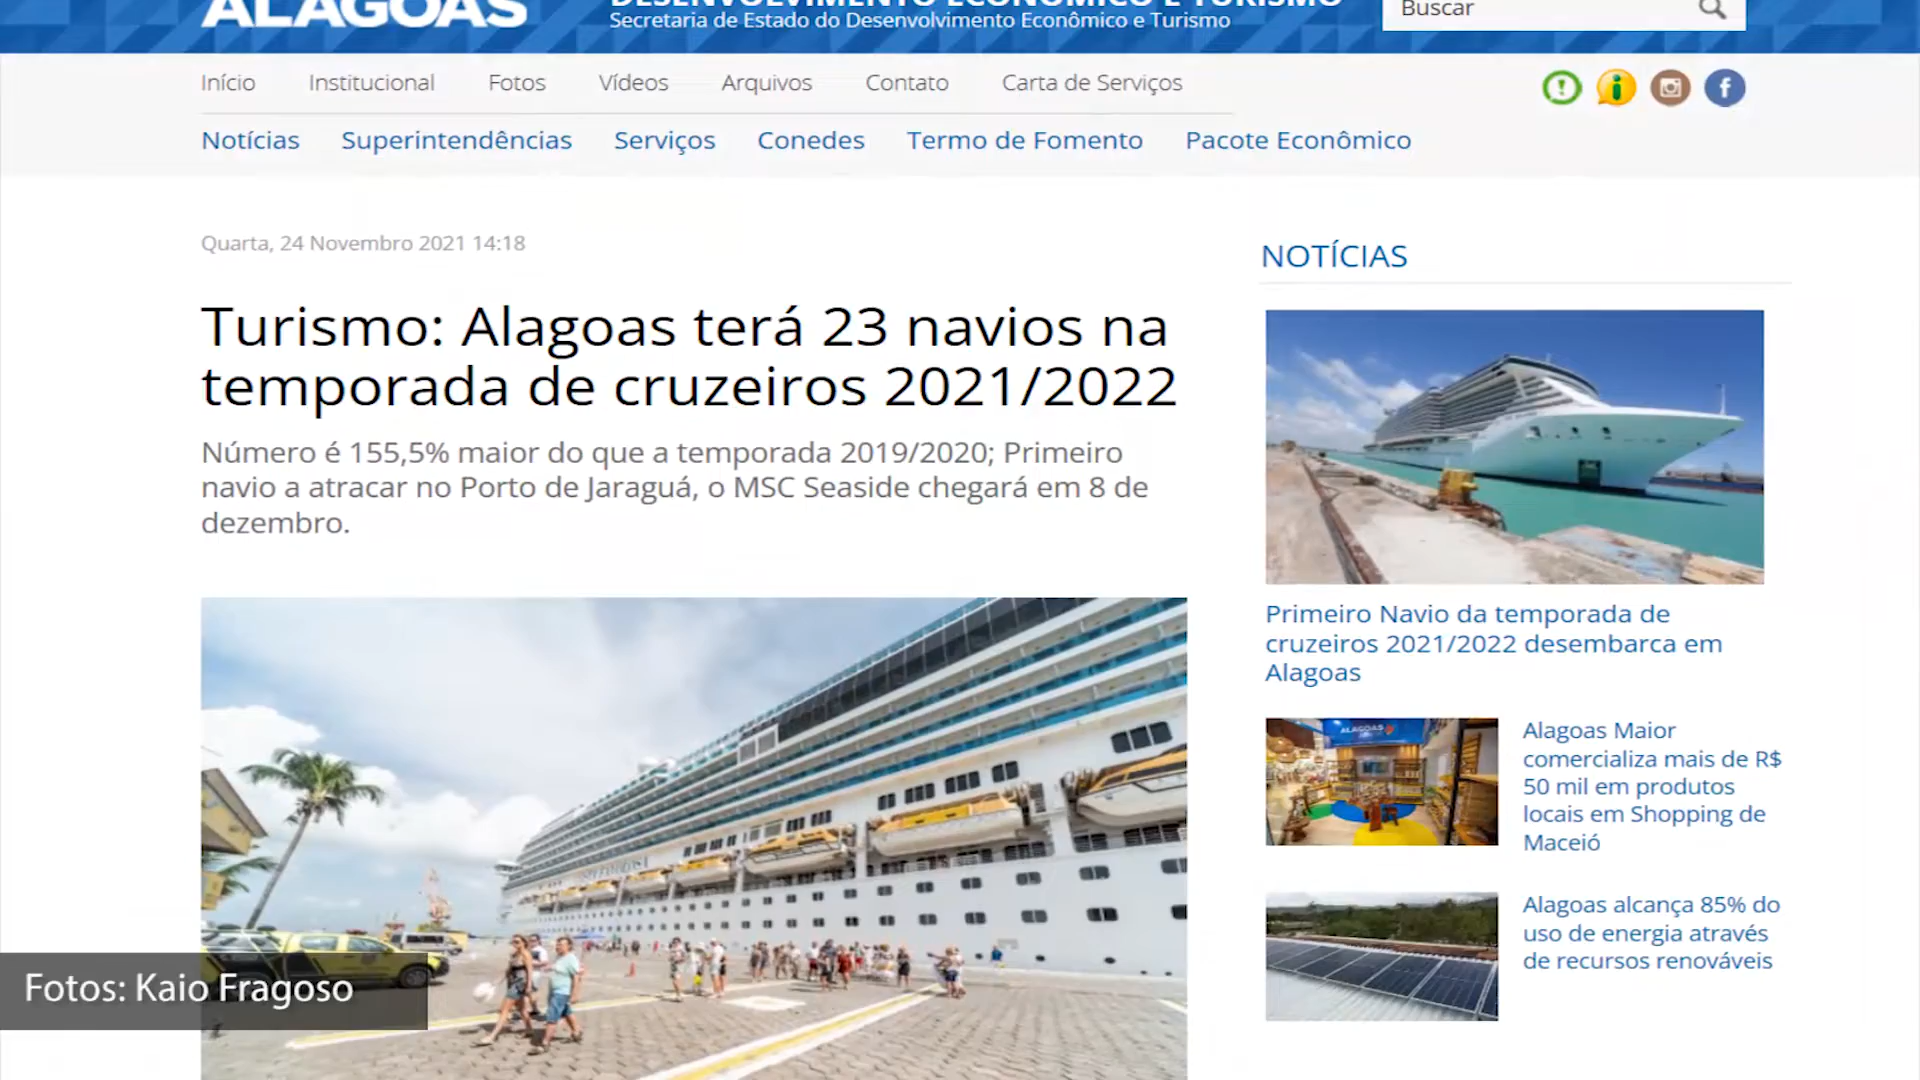 ALAGOAS
DESENVOLVIMENTO ECONÔMICO E TURISMO
Secretaria de Estado do Desenvolvimento Econômico e Turismo
Buscar
Início Institucional Fotos Vídeos Arquivos Contato Carta de Serviços
Notícias Superintendências Serviços Conedes Termo de Fomento Pacote Econômico
Quarta, 24 Novembro 2021 14:18
Turismo: Alagoas terá 23 navios na
temporada de cruzeiros 2021/2022
Número é 155,5% maior do que a temporada 2019/2020; Primeiro
navio a atracar no Porto de Jaraguá, o MSC Seaside chegará em 8 de
dezembro.
NOTÍCIAS
Primeiro Navio da temporada de
cruzeiros 2021/2022 desembarca em
Alagoas
ALAGOAS
Alagoas Maior
comercializa mais de R$
50 mil em produtos
locais em Shopping de
Maceió
Alagoas alcança 85% do
uso de energia através
de recursos renováveis
Fotos: Kaio Fragoso